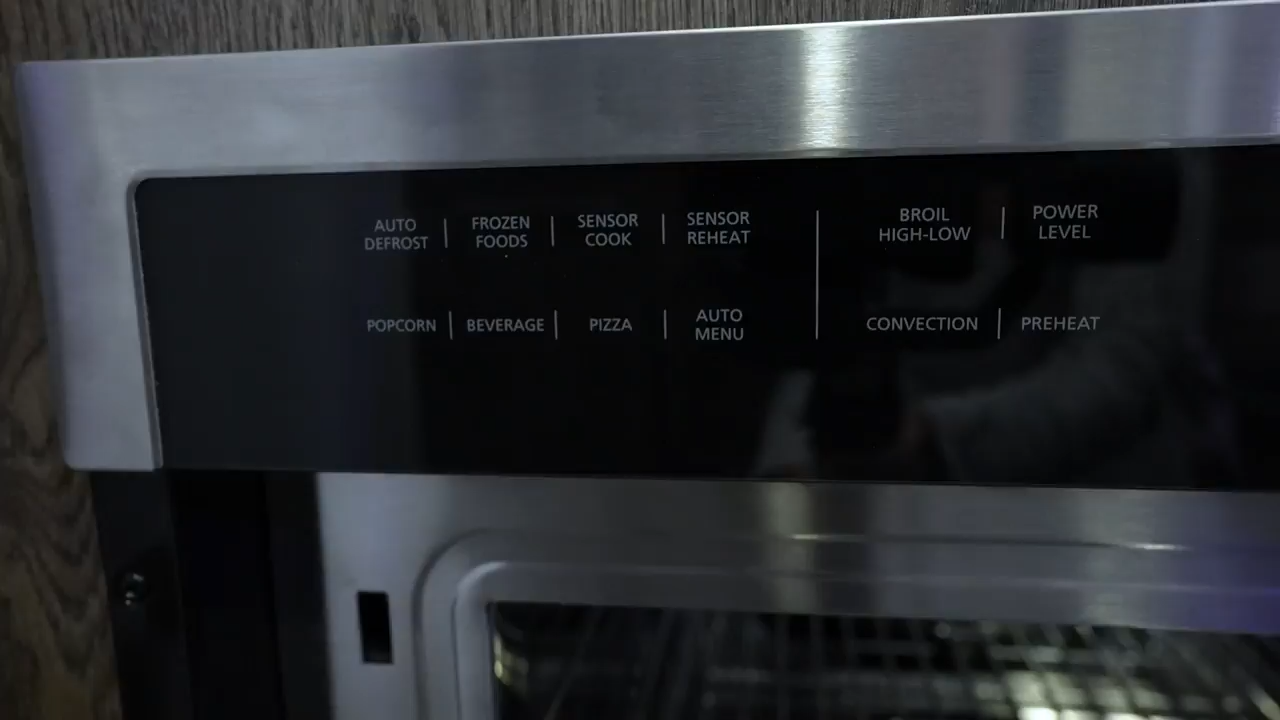 AUTO DEFROST
FROZEN FOODS
SENSOR COOK
SENSOR REHEAT
BROIL HIGH-LOW
POWER LEVEL
POPCORN
BEVERAGE
PIZZA
AUTO MENU
CONVECTION
PREHEAT